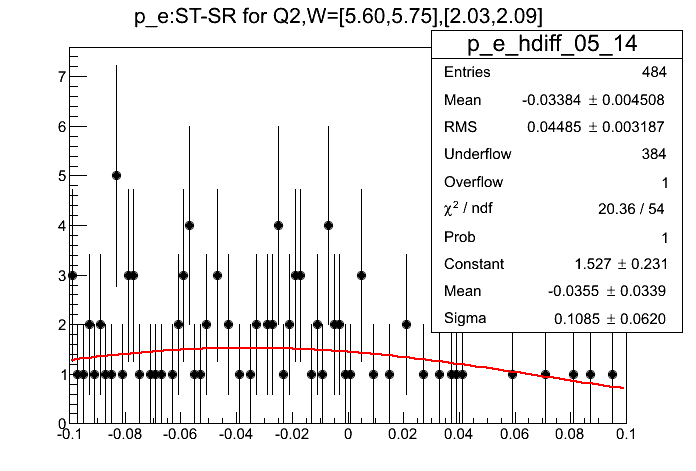 p_e:ST-SR for Q2,W=[5.60,5.75],[2.03,2.09]
p_e_hdiff_05_14
Entries 484
Mean -0.03384 ± 0.004508
RMS 0.04485 ± 0.003187
Underflow 384
Overflow 1
χ² / ndf 20.36 / 54
Prob 1
Constant 1.527 ± 0.231
Mean -0.0355 ± 0.0339
Sigma 0.1085 ± 0.0620
7
6
5
4
3
2
1
0
-0.1 -0.08 -0.06 -0.04 -0.02 0 0.02 0.04 0.06 0.08 0.1